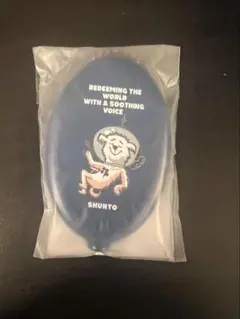 REDEEMING THE
WORLD
WITH A SOOTHING
VOICE
SHUNTO